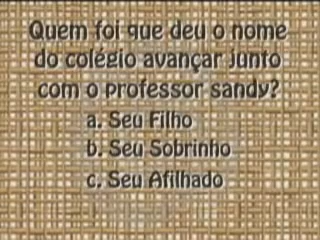 Quem foi que deu o nome
do colégio avançar junto
com o professor sandy?
a. Seu Filho
b. Seu Sobrinho
c. Seu Afilhado